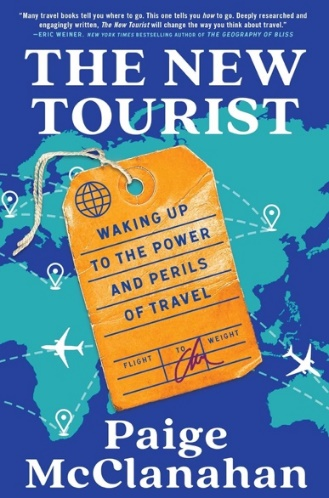 "Many travel books tell you where to go. This one tells you how to go. Deeply researched and
engagingly written, The New Tourist will change the way you think about travel."
—ERIC WEINER, NEW YORK TIMES BESTSELLING AUTHOR OF THE GEOGRAPHY OF BLISS
THE NEW
TOURIST
WAKING UP
TO THE POWER
AND PERILS
OF TRAVEL
FLIGHT TO WEIGHT
Paige
McClanahan